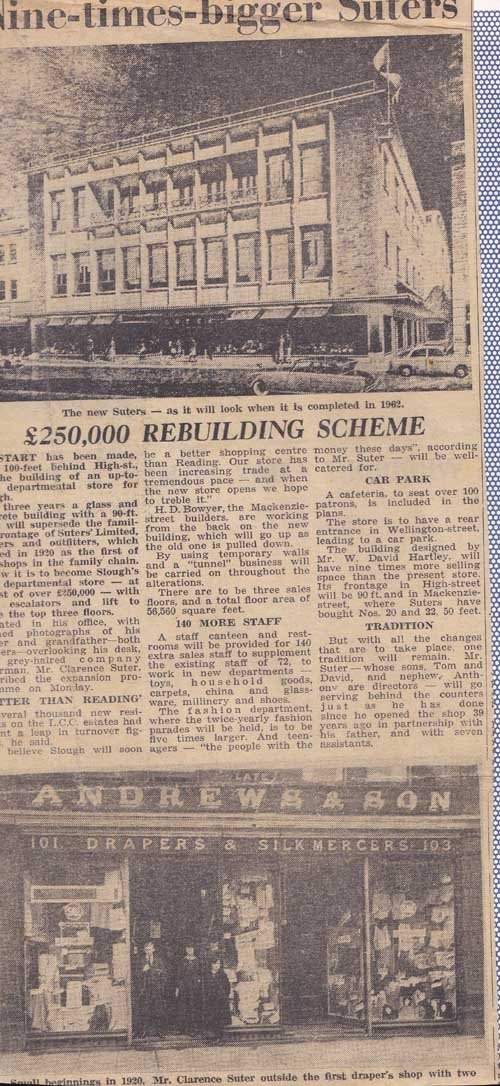 Nine-times-bigger Suters
SUTERS
The new Suters — as it will look when it is completed in 1962.
£250,000 REBUILDING SCHEME
START has been made,
100-feet behind High-st.,
he building of an up-to-
departmental store for
gh.
three years a glass and
rete building with a 90-ft.
will supersede the famil-
rontage of Suters' Limited,
ers and outfitters, which
ed in 1920 as the first of
shops in the family chain.
w it is to become Slough's
departmental store — at
st of over £250,000 — with
escalators and lift to
e the top three floors.
ated in his office, with
ned photographs of his
er and grandfather—both
ers—overlooking his desk,
grey-haired company
rman, Mr. Clarence Suter,
ribed the expansion pro-
mme on Monday.
TTER THAN READING'
everal thousand new resi-
on the L.C.C. estates had
nt a leap in turnover fig-
, he said.
believe Slough will soon
be a better shopping centre
than Reading. Our store has
been increasing trade at a
tremendous pace — and when
the new store opens we hope
to treble it."
H. D. Bowyer, the Mackenzie-
street builders, are working
from the back on the new
building, which will go up as
the old one is pulled down.
By using temporary walls
and a "tunnel" business will
be carried on throughout the
alterations.
There are to be three sales
floors, and a total floor area of
56,560 square feet.
140 MORE STAFF
A staff canteen and rest-
rooms will be provided for 140
extra sales staff to supplement
the existing staff of 72, to
work in new departments —
toys, household goods,
carpets, china and glass-
ware, millinery and shoes.
The fashion department,
where the twice-yearly fashion
parades will be held, is to be
five times larger. And teen-
agers — "the people with the
money these days", according
to Mr. Suter — will be well-
catered for.
CAR PARK
A cafeteria, to seat over 100
patrons, is included in the
plans.
The store is to have a rear
entrance in Wellington-street,
leading to a car park.
The building designed by
Mr. W. David Hartley, will
have nine times more selling
space than the present store.
Its frontage in High-street
will be 90 ft. and in Mackenzie-
street, where Suters have
bought Nos. 20 and 22, 50 feet.
TRADITION
But with all the changes
that are to take place, one
tradition will remain. Mr.
Suter — whose sons, Tom and
David, and nephew, Anth-
ony are directors — will go
serving behind the counters
just as he has done
since he opened the shop 39
years ago in partnership with
his father, and with seven
assistants.
LATE
ANDREWS & SON
101. DRAPERS & SILK MERCERS. 103.
Small beginnings in 1920. Mr. Clarence Suter outside the first draper's shop with two